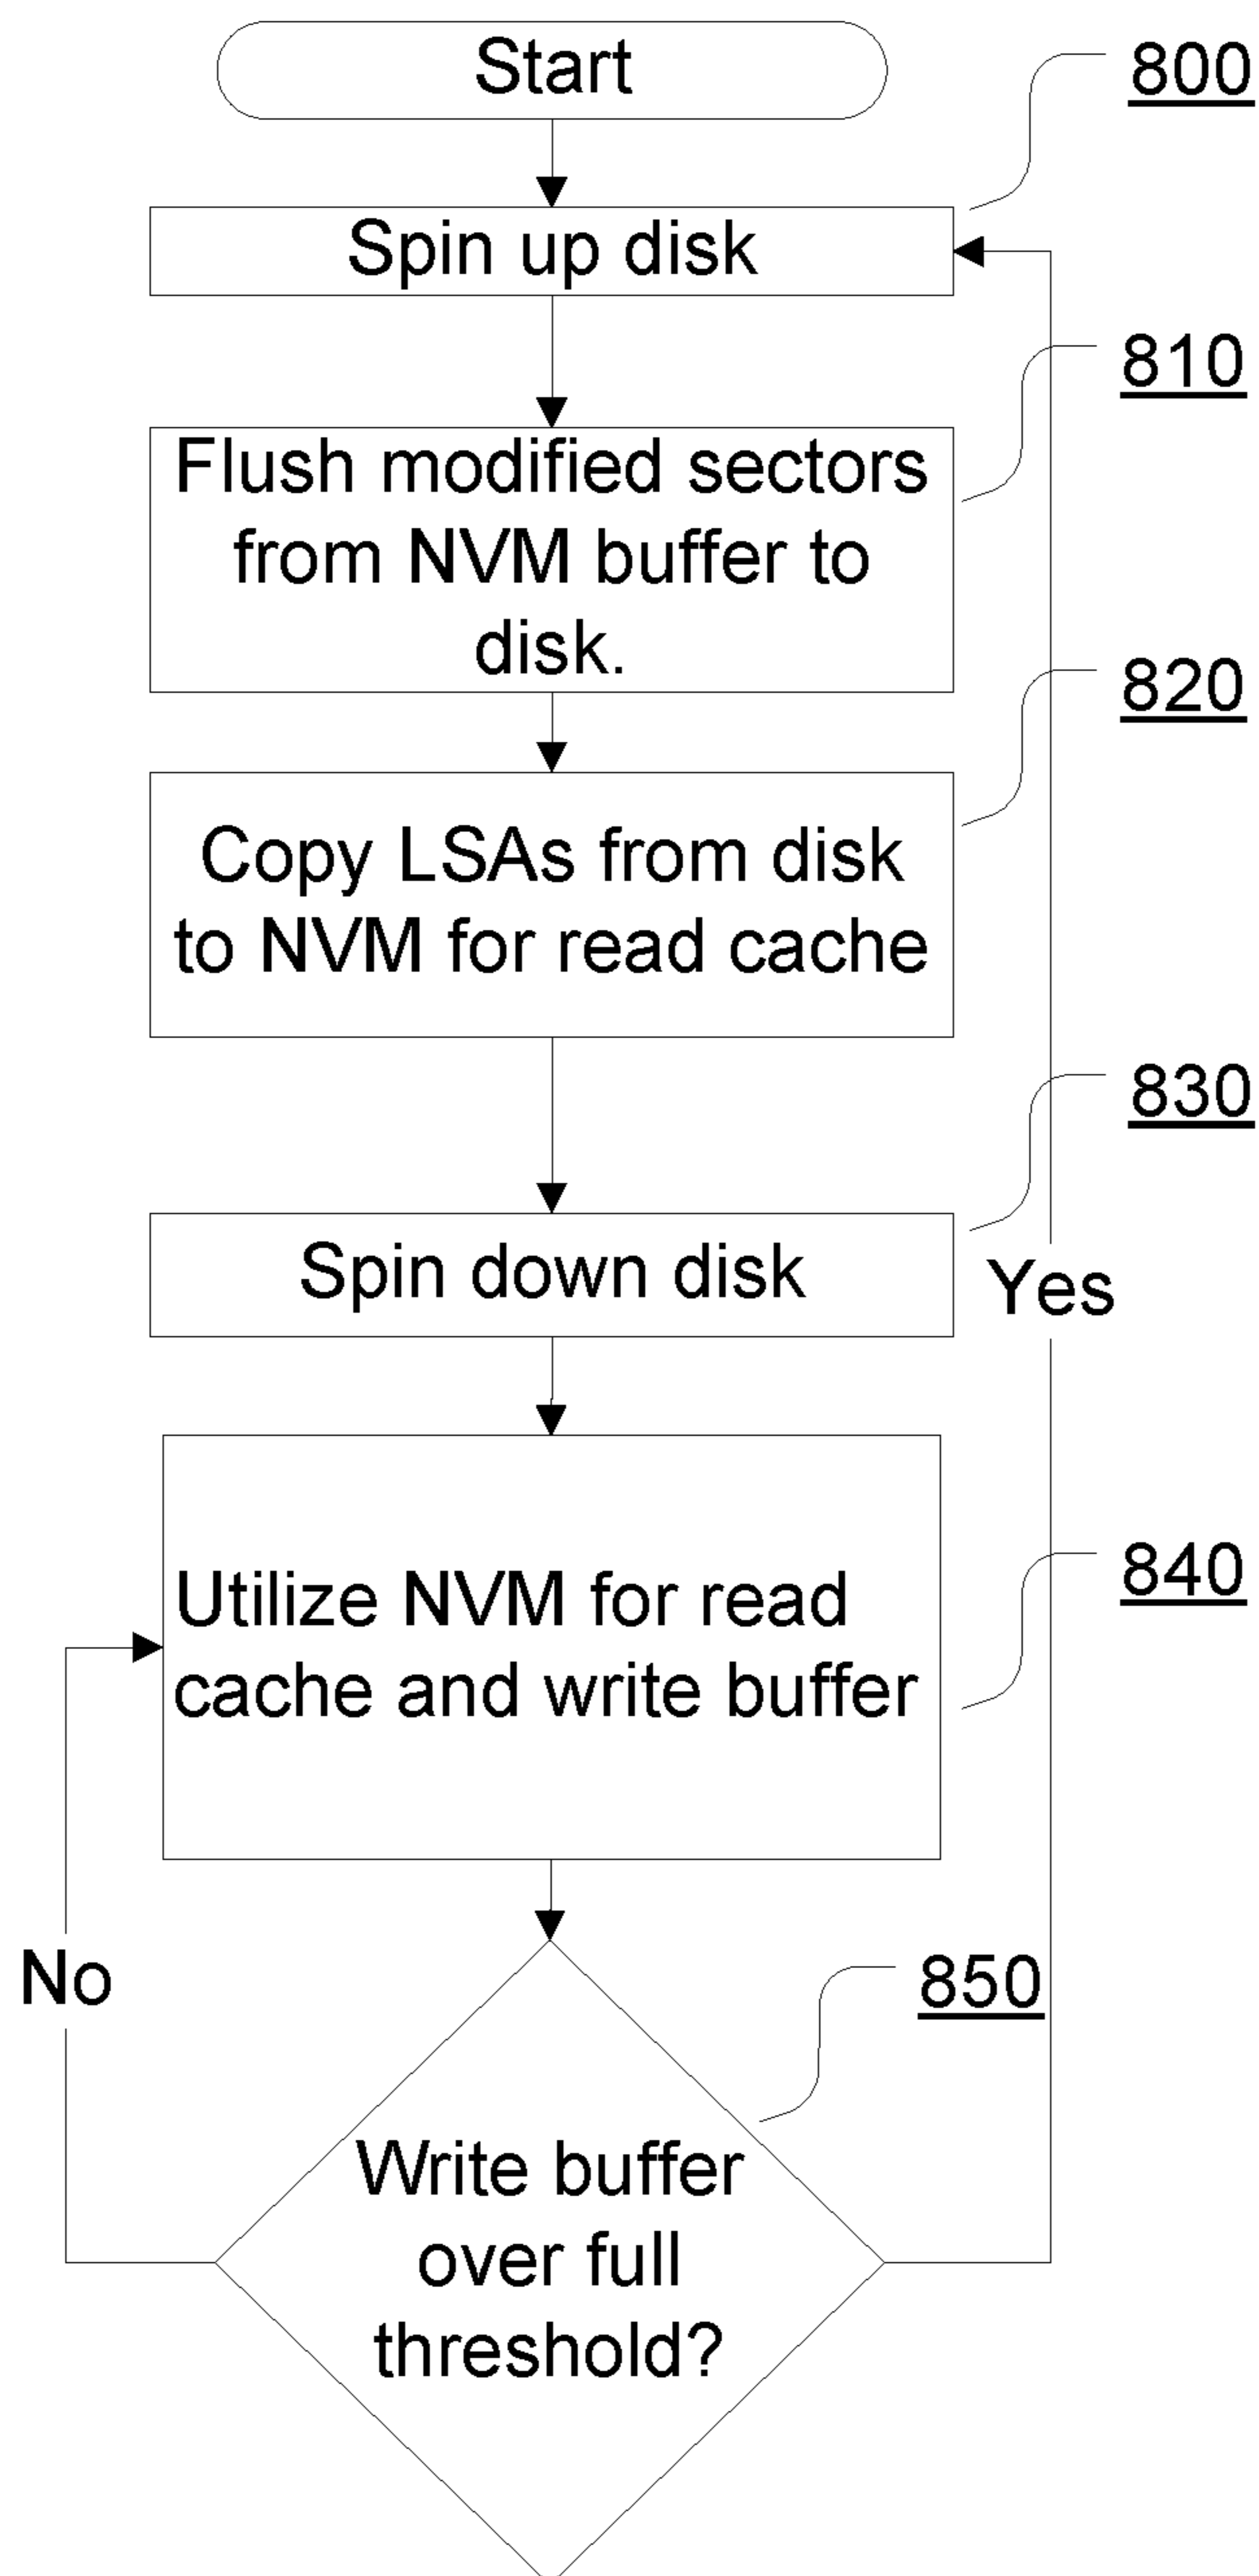 Start
800
Spin up disk
810
Flush modified sectors
from NVM buffer to
disk.
820
Copy LSAs from disk
to NVM for read cache
830
Spin down disk
Yes
840
Utilize NVM for read
cache and write buffer
No
850
Write buffer
over full
threshold?